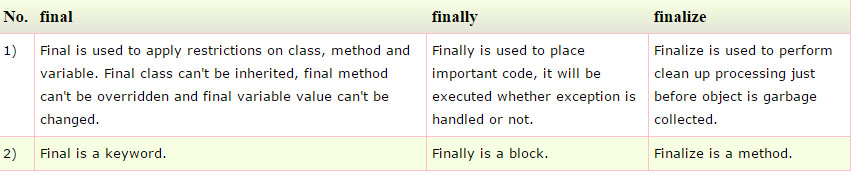 No. final finally finalize
1) Final is used to apply restrictions on class, method and
variable. Final class can't be inherited, final method
can't be overridden and final variable value can't be
changed.
Finally is used to place
important code, it will be
executed whether exception is
handled or not.
Finalize is used to perform
clean up processing just
before object is garbage
collected.
2) Final is a keyword. Finally is a block. Finalize is a method.